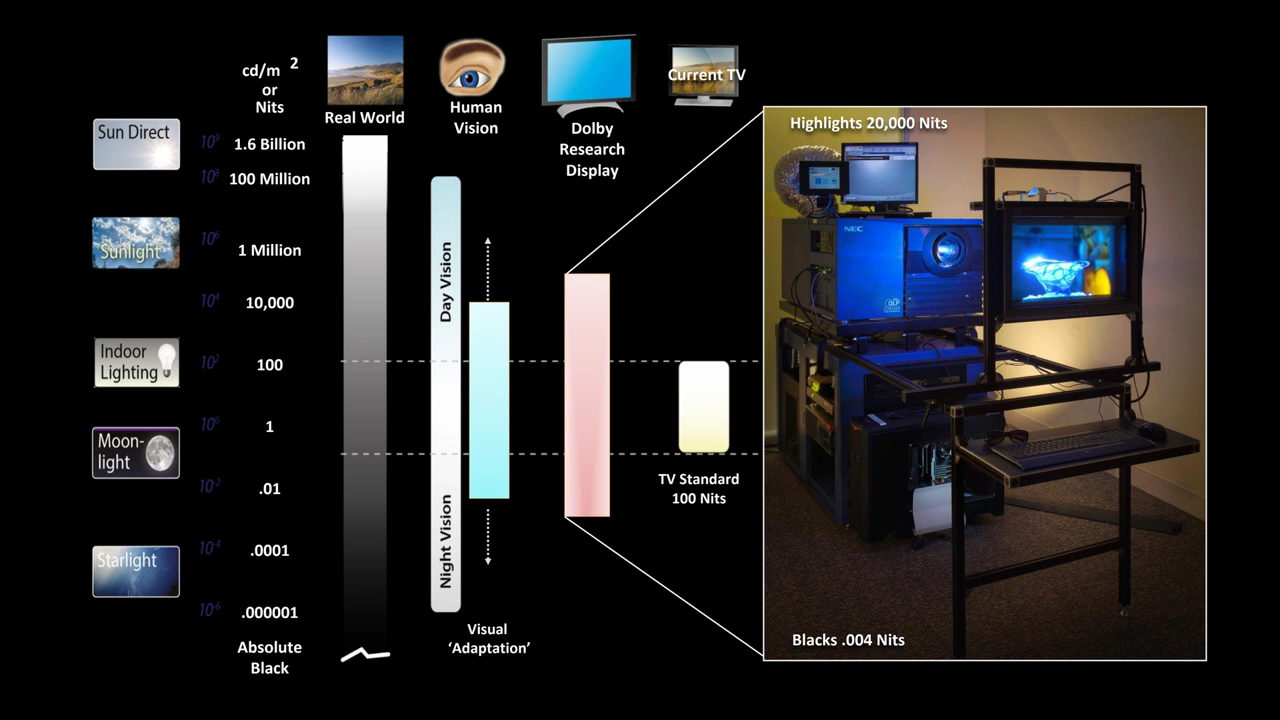 cd/m 2
or
Nits
Real World
Human
Vision
Dolby
Research
Display
Current TV
Sun Direct
10⁹
1.6 Billion
10⁸
100 Million
Sunlight
10⁶
1 Million
10⁴
10,000
Indoor
Lighting
10²
100
10⁰
1
Moon-
light
10⁻²
.01
Starlight
10⁻⁴
.0001
10⁻⁶
.000001
Absolute
Black
Day Vision
Night Vision
Visual
‘Adaptation’
TV Standard
100 Nits
Highlights 20,000 Nits
NEC
Blacks .004 Nits